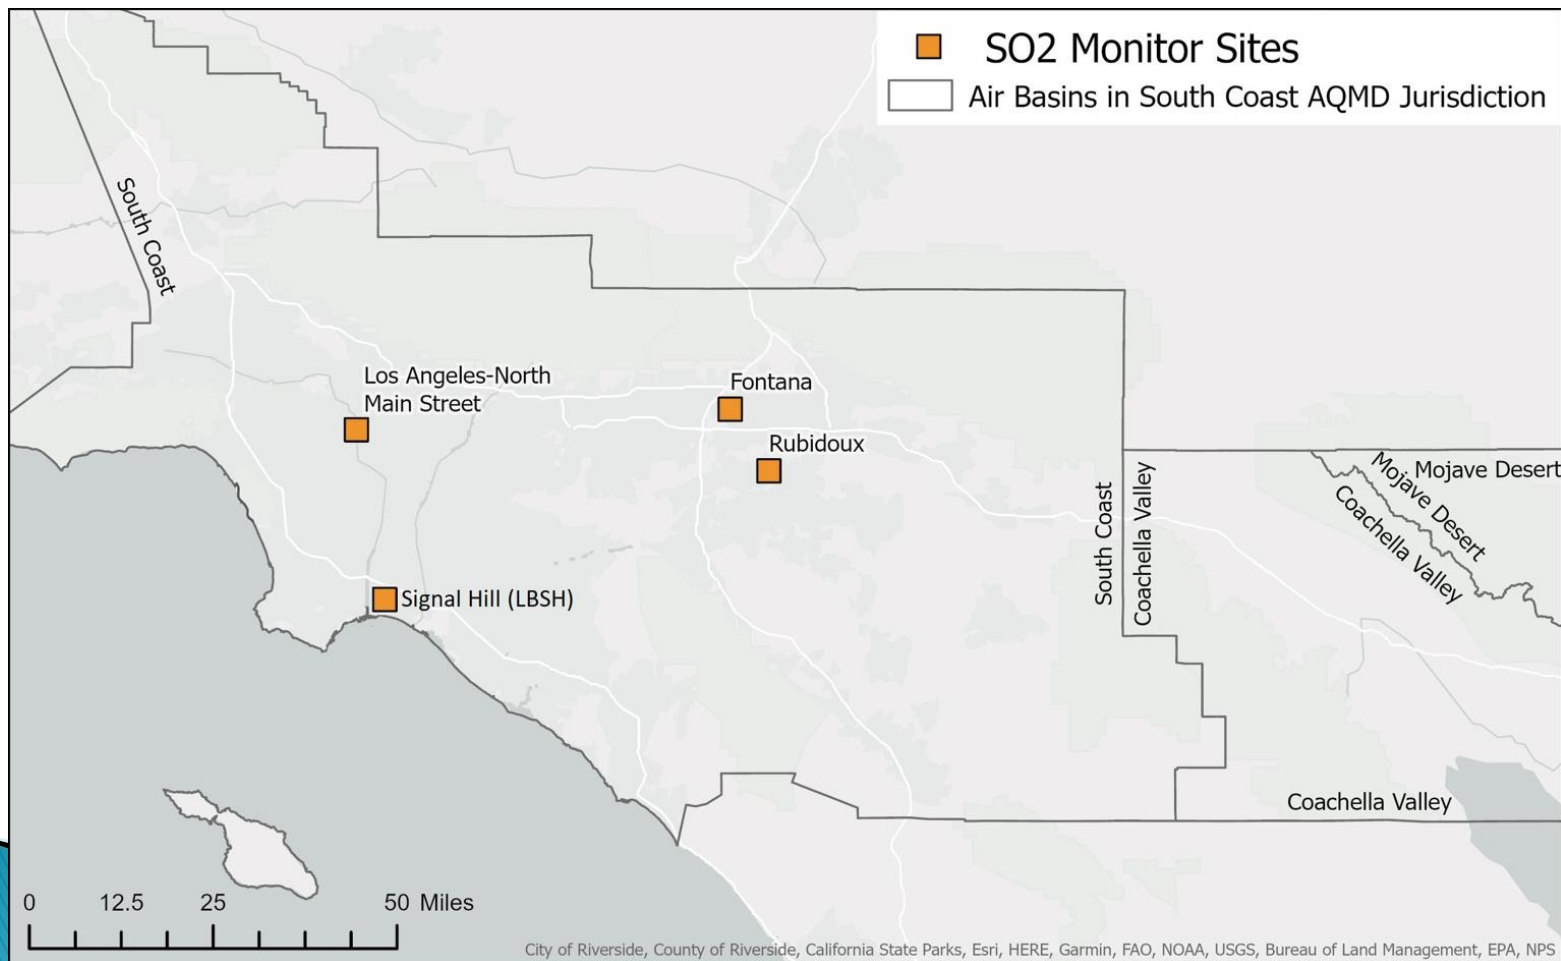 SO2 Monitor Sites
Air Basins in South Coast AQMD Jurisdiction
South Coast
Los Angeles-North
Main Street
Fontana
Rubidoux
Signal Hill (LBSH)
South Coast
Coachella Valley
Mojave Desert
Mojave Desert
Coachella Valley
Coachella Valley
0 12.5 25 50 Miles
City of Riverside, County of Riverside, California State Parks, Esri, HERE, Garmin, FAO, NOAA, USGS, Bureau of Land Management, EPA, NPS